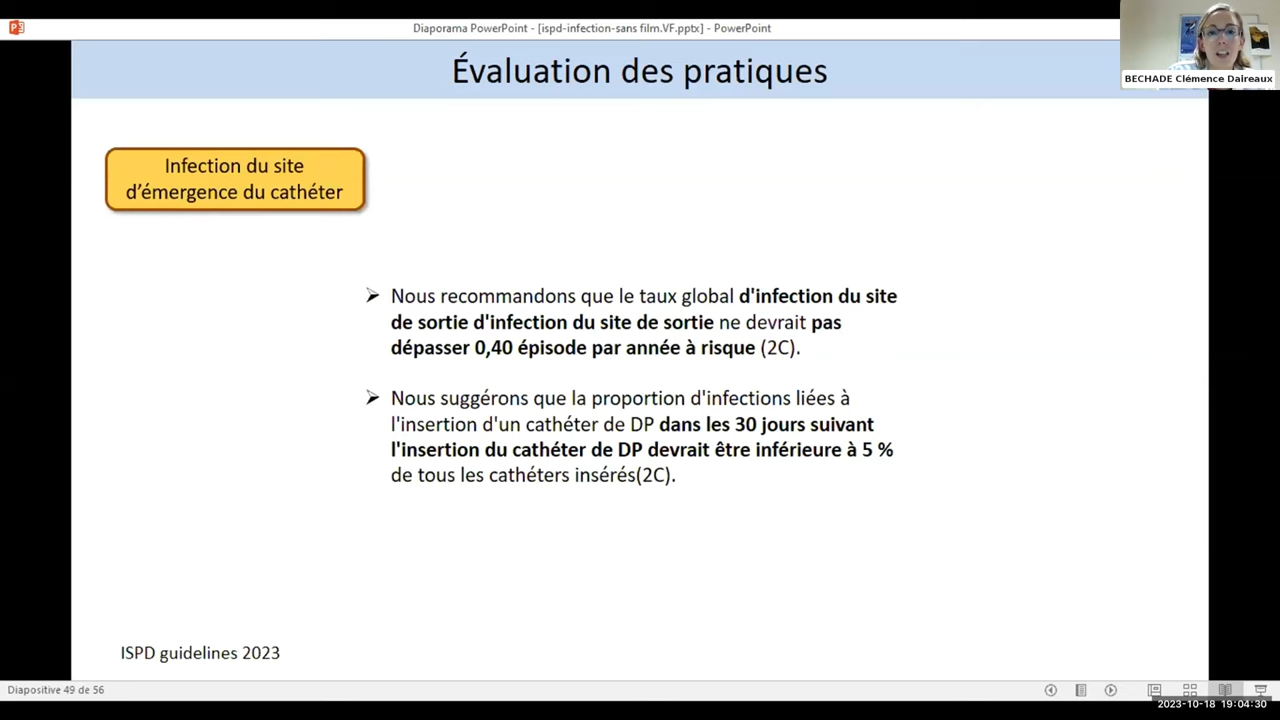 Diaporama PowerPoint - [ispd-infection-sans film.VF.pptx] - PowerPoint
BECHADE Clémence Daireaux
Évaluation des pratiques
Infection du site
d’émergence du cathéter
➢ Nous recommandons que le taux global d'infection du site
de sortie d'infection du site de sortie ne devrait pas
dépasser 0,40 épisode par année à risque (2C).
➢ Nous suggérons que la proportion d'infections liées à
l'insertion d'un cathéter de DP dans les 30 jours suivant
l'insertion du cathéter de DP devrait être inférieure à 5 %
de tous les cathéters insérés(2C).
ISPD guidelines 2023
Diapositive 49 de 56
2023-10-18 19:04:30